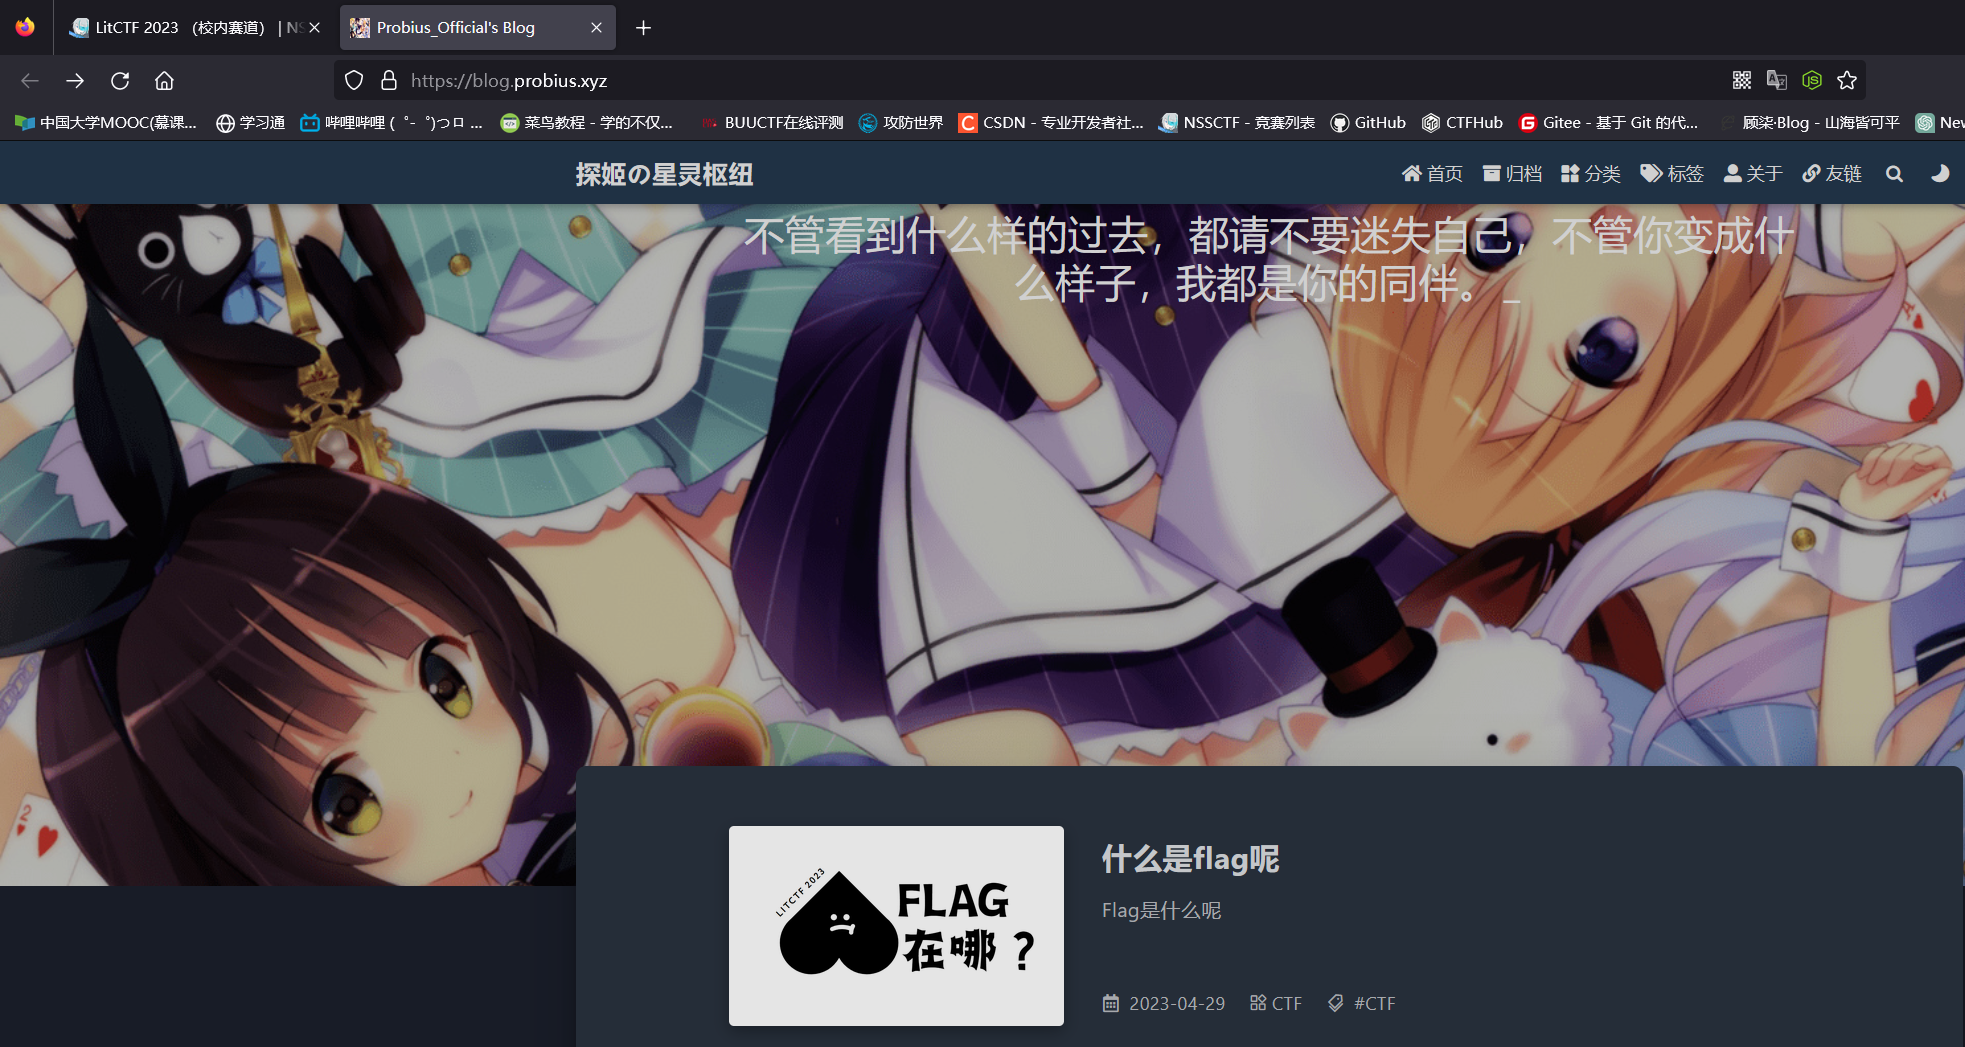 LitCTF 2023 （校内赛道） | NS
Probius_Official's Blog
https://blog.probius.xyz
中国大学MOOC(慕课...
学习通
哔哩哔哩 (゜-゜)つロ ...
菜鸟教程 - 学的不仅...
BUUCTF在线评测
攻防世界
CSDN - 专业开发者社...
NSSCTF - 竞赛列表
GitHub
CTFHub
Gitee - 基于 Git 的代...
顾染·Blog - 山海皆可平
New
探姬の星灵枢纽
首页
归档
分类
标签
关于
友链
不管看到什么样的过去，都请不要迷失自己，不管你变成什
么样子，我都是你的同伴。_
LITCTF 2023
FLAG
在哪？
什么是flag呢
Flag是什么呢
2023-04-29
CTF
#CTF